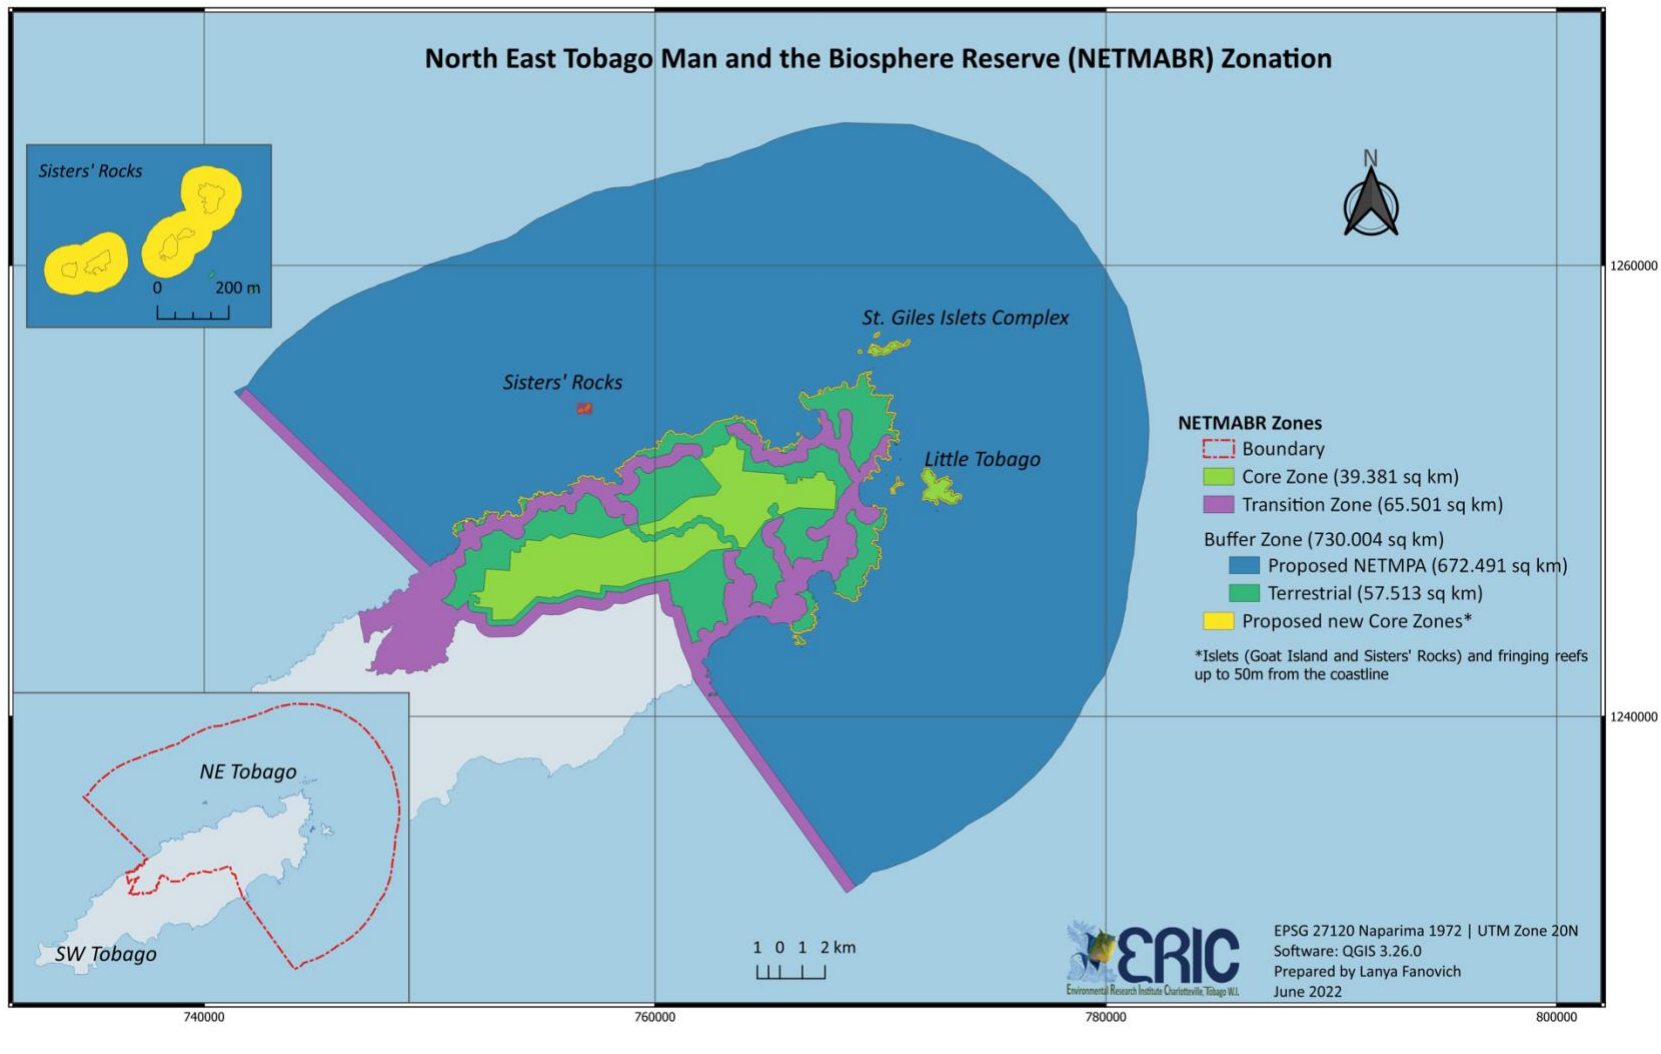 North East Tobago Man and the Biosphere Reserve (NETMABR) Zonation
Sisters' Rocks
0 200 m
N
1260000
St. Giles Islets Complex
Sisters' Rocks
Little Tobago
NETMABR Zones
Boundary
Core Zone (39.381 sq km)
Transition Zone (65.501 sq km)
Buffer Zone (730.004 sq km)
Proposed NETMPA (672.491 sq km)
Terrestrial (57.513 sq km)
Proposed new Core Zones*
*Islets (Goat Island and Sisters' Rocks) and fringing reefs
up to 50m from the coastline
1240000
NE Tobago
SW Tobago
1 0 1 2 km
ERIC
Environmental Research Institute Charlotteville, Tobago W.I.
EPSG 27120 Naparima 1972 | UTM Zone 20N
Software: QGIS 3.26.0
Prepared by Lanya Fanovich
June 2022
740000 760000 780000 800000